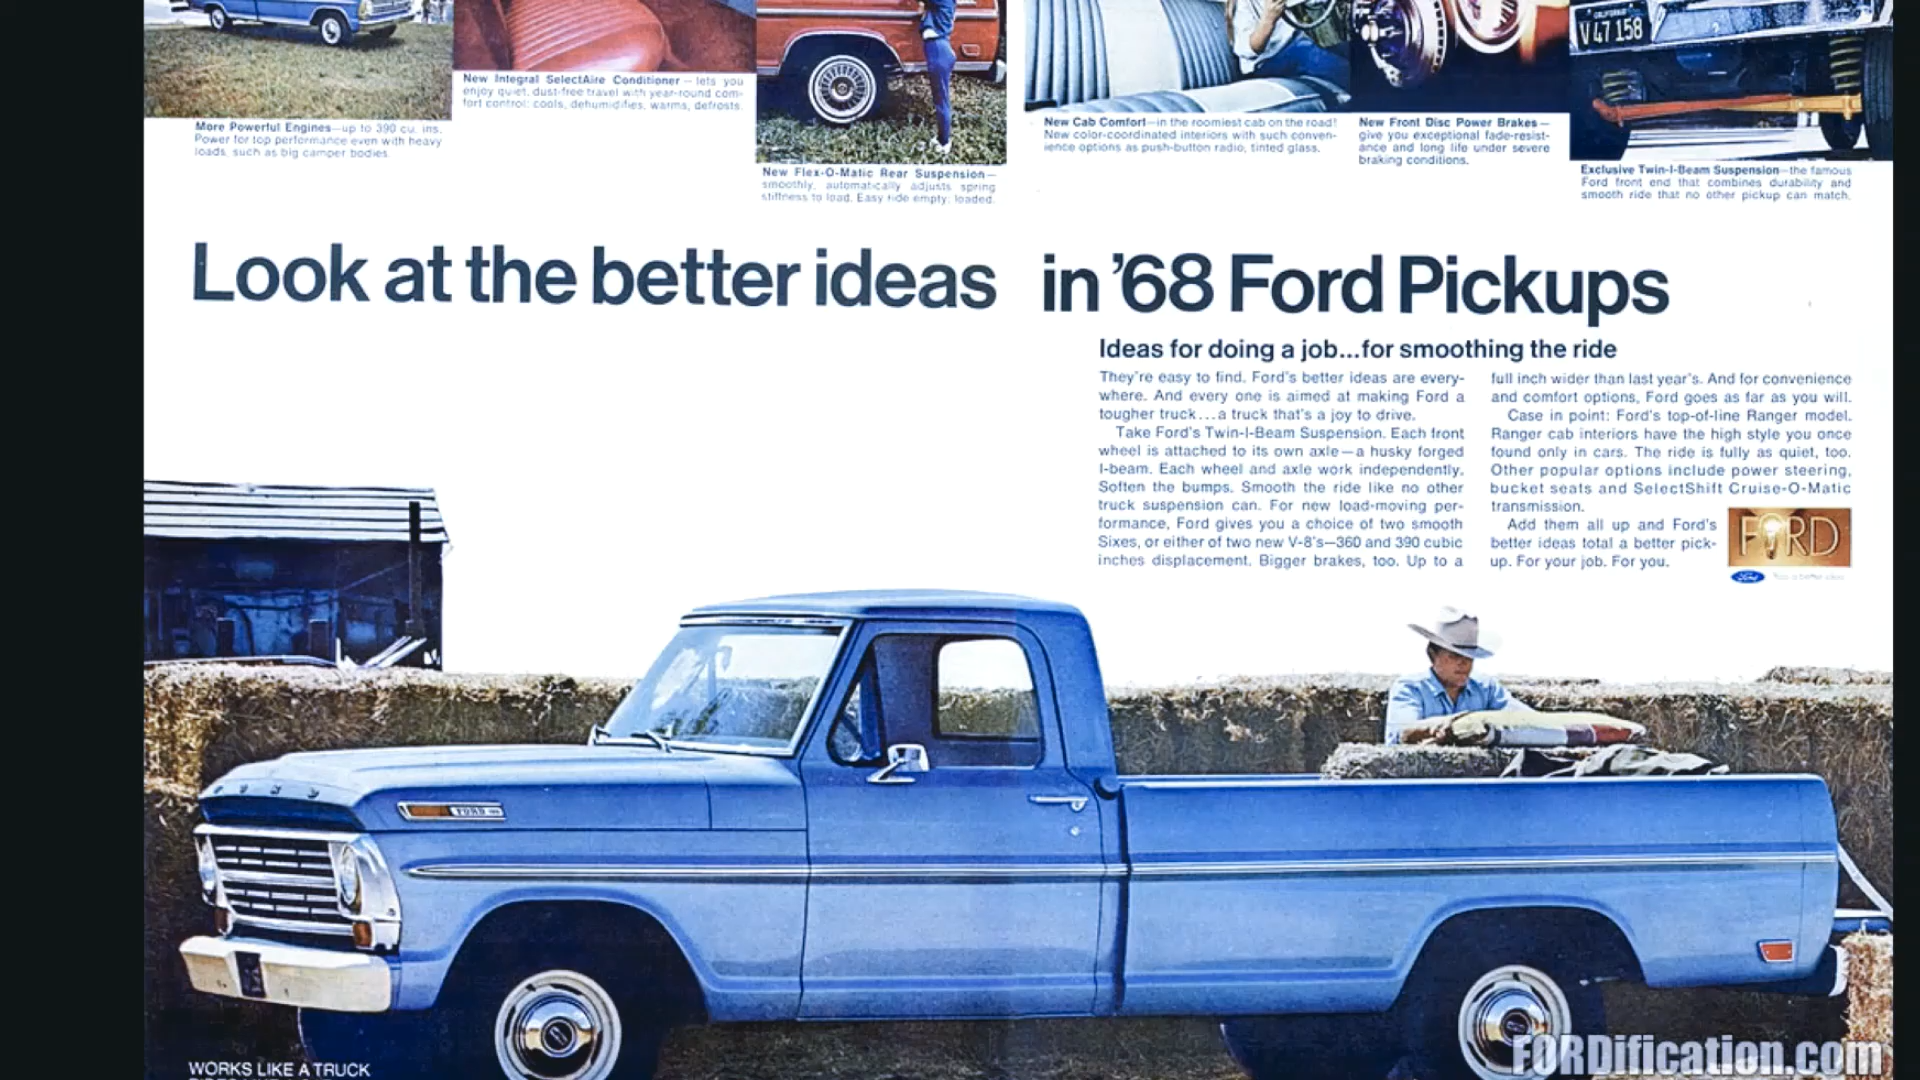 More Powerful Engines—up to 390 cu. ins.
Power for top performance even with heavy
loads, such as big camper bodies.
New Integral SelectAire Conditioner — lets you
enjoy quiet, dust-free travel with year-round com-
fort control: cools, dehumidifies, warms, defrosts.
New Flex-O-Matic Rear Suspension—
smoothly, automatically adjusts spring
stiffness to load. Easy ride empty; loaded.
New Cab Comfort—in the roomiest cab on the road!
New color-coordinated interiors with such conven-
ience options as push-button radio, tinted glass.
New Front Disc Power Brakes—
give you exceptional fade-resist-
ance and long life under severe
braking conditions.
CALIFORNIA
V 47 158
Exclusive Twin-I-Beam Suspension—the famous
Ford front end that combines durability and
smooth ride that no other pickup can match.
Look at the better ideas in '68 Ford Pickups
Ideas for doing a job...for smoothing the ride
They're easy to find. Ford's better ideas are every-
where. And every one is aimed at making Ford a
tougher truck...a truck that's a joy to drive.
Take Ford's Twin-I-Beam Suspension. Each front
wheel is attached to its own axle—a husky forged
I-beam. Each wheel and axle work independently.
Soften the bumps. Smooth the ride like no other
truck suspension can. For new load-moving per-
formance, Ford gives you a choice of two smooth
Sixes, or either of two new V-8's—360 and 390 cubic
inches displacement. Bigger brakes, too. Up to a
full inch wider than last year's. And for convenience
and comfort options, Ford goes as far as you will.
Case in point: Ford's top-of-line Ranger model.
Ranger cab interiors have the high style you once
found only in cars. The ride is fully as quiet, too.
Other popular options include power steering,
bucket seats and SelectShift Cruise-O-Matic
transmission.
Add them all up and Ford's
better ideas total a better pick-
up. For your job. For you.
FORD
Ford
FORD
FORD
WORKS LIKE A TRUCK
FORDification.com